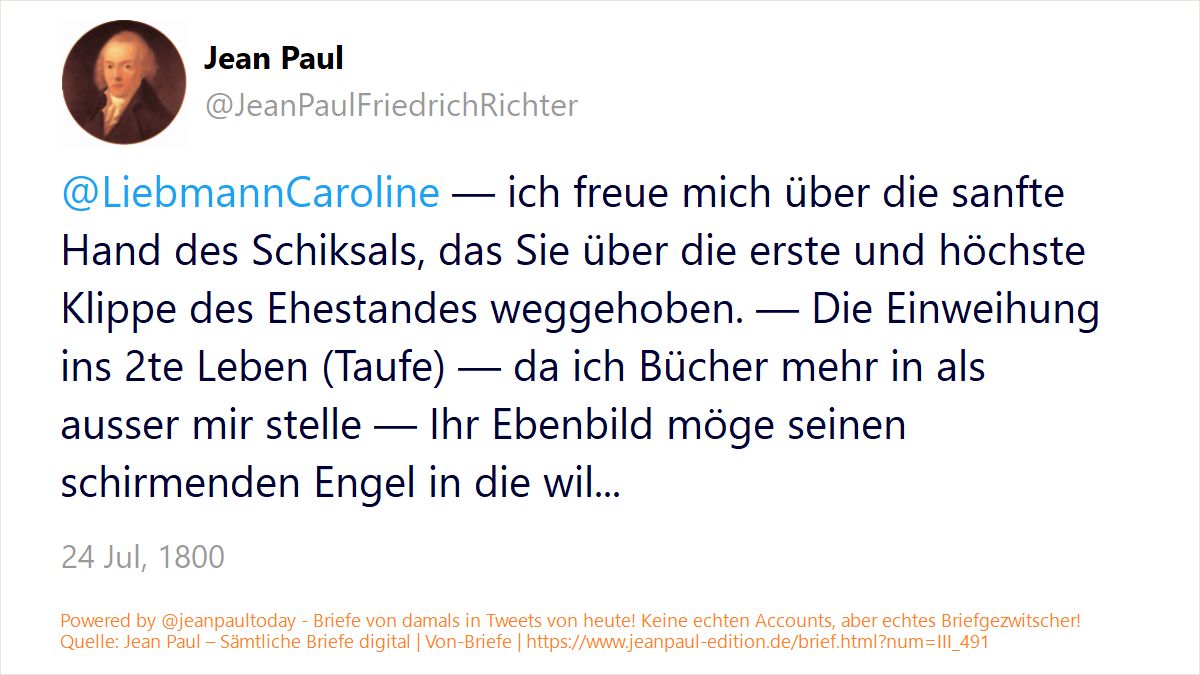 Jean Paul
@JeanPaulFriedrichRichter
@LiebmannCaroline — ich freue mich über die sanfte
Hand des Schiksals, das Sie über die erste und höchste
Klippe des Ehestandes weggehoben. — Die Einweihung
ins 2te Leben (Taufe) — da ich Bücher mehr in als
ausser mir stelle — Ihr Ebenbild möge seinen
schirmenden Engel in die wil...
24 Jul, 1800
Powered by @jeanpaultoday - Briefe von damals in Tweets von heute! Keine echten Accounts, aber echtes Briefgezwitscher!
Quelle: Jean Paul – Sämtliche Briefe digital | Von-Briefe | https://www.jeanpaul-edition.de/brief.html?num=III_491